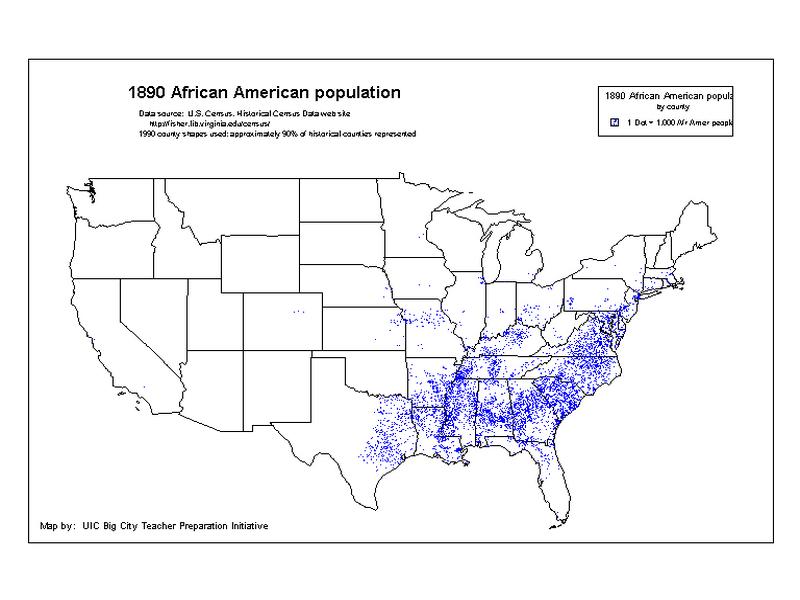 1890 African American population
Data source: U.S. Census. Historical Census Data web site
http://fisher.lib.virginia.edu/census/
1990 county shapes used: approximately 90% of historical counties represented
1890 African American popula
by county
1 Dot = 1,000 Afr Amer people
Map by: UIC Big City Teacher Preparation Initiative